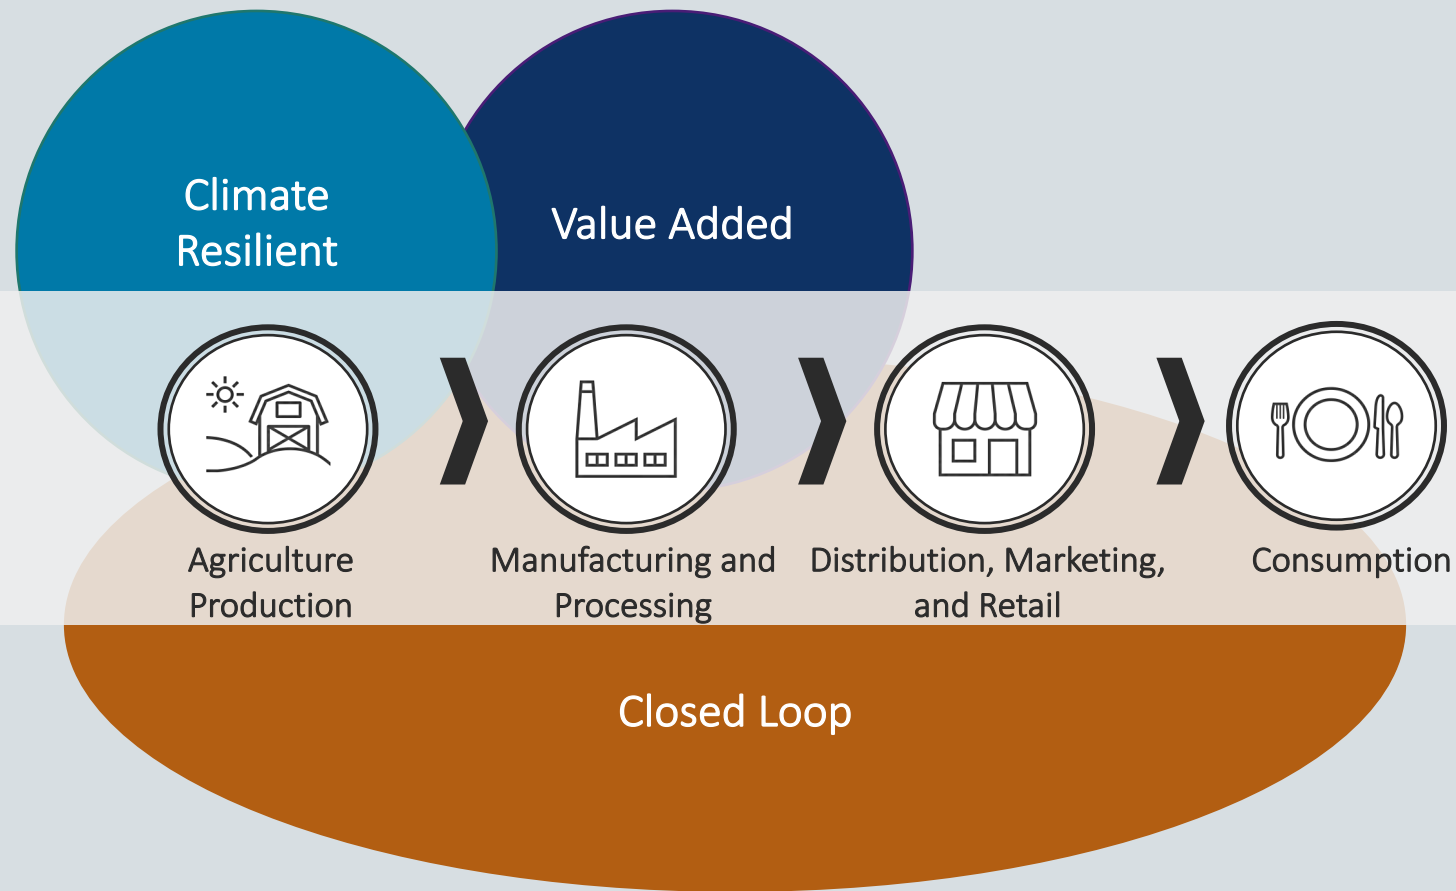 Climate
Resilient
Value Added
Agriculture
Production
Manufacturing and
Processing
Distribution, Marketing,
and Retail
Consumption
Closed Loop